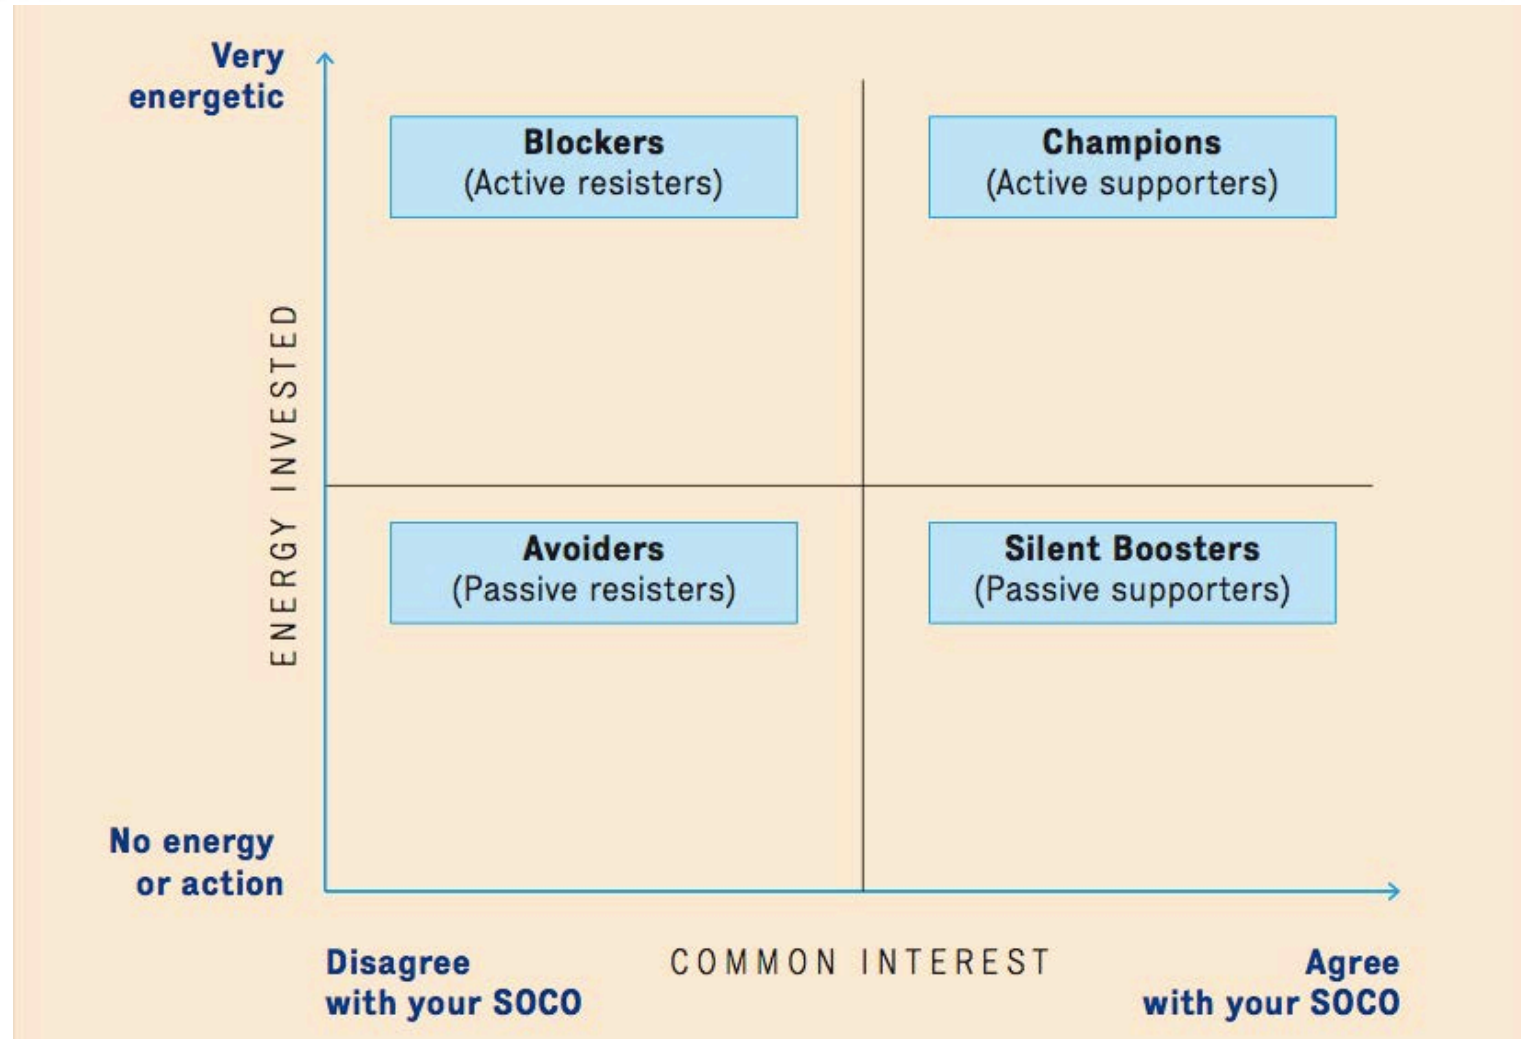 Very
energetic
Blockers
(Active resisters)
Champions
(Active supporters)
ENERGY INVESTED
Avoiders
(Passive resisters)
Silent Boosters
(Passive supporters)
No energy
or action
Disagree
with your SOCO
COMMON INTEREST
Agree
with your SOCO